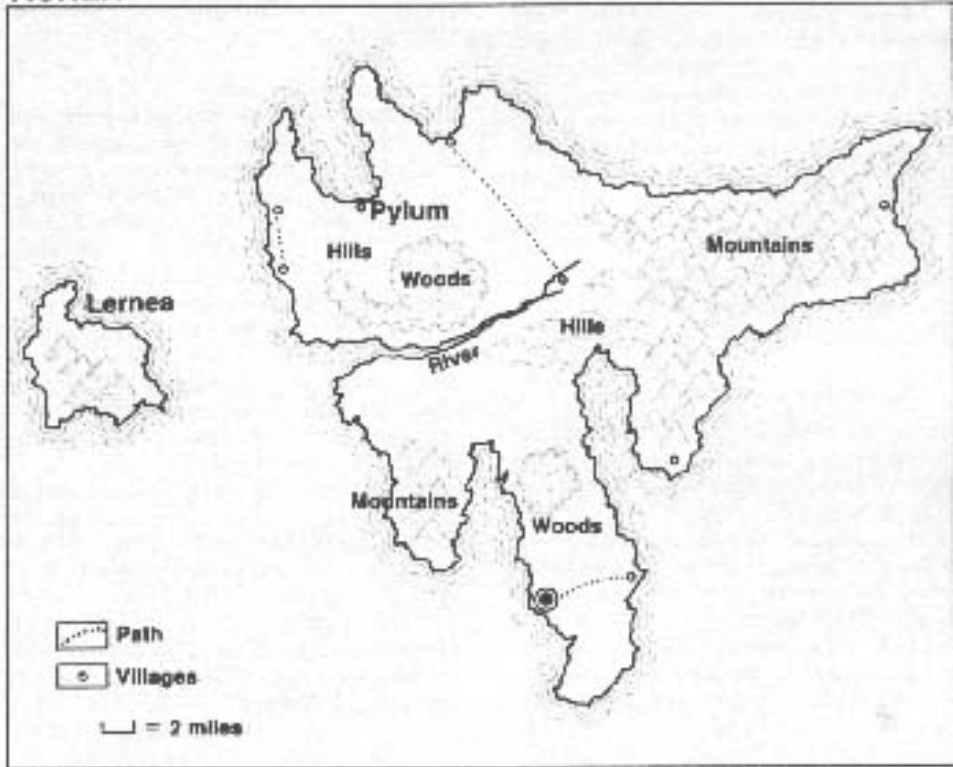 Pylum
Hills
Woods
Mountains
Lernea
Hills
River
Mountains
Woods
Path
Villages
= 2 miles